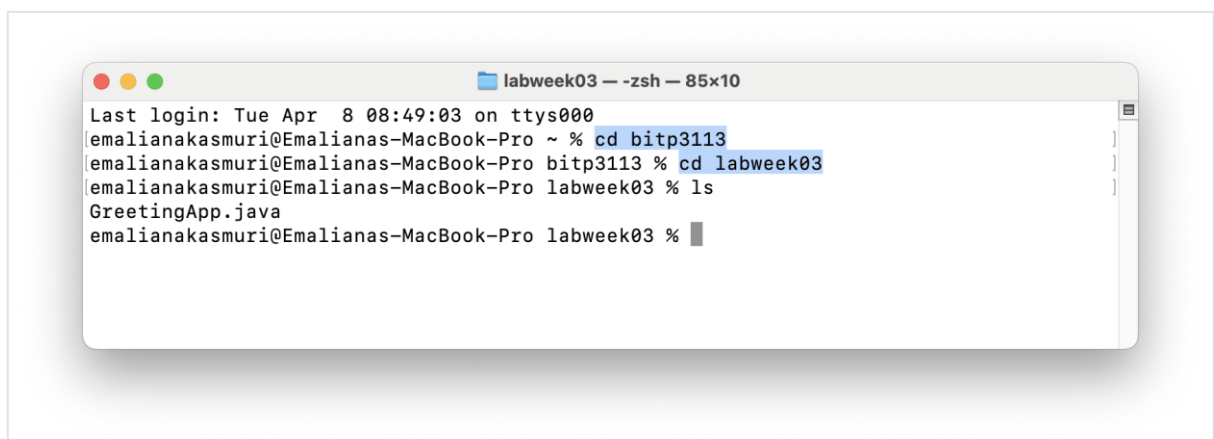 labweek03 — -zsh — 85×10
Last login: Tue Apr  8 08:49:03 on ttys000
[emalianakasmuri@Emalianas-MacBook-Pro ~ % cd bitp3113 ]
[emalianakasmuri@Emalianas-MacBook-Pro bitp3113 % cd labweek03 ]
[emalianakasmuri@Emalianas-MacBook-Pro labweek03 % ls ]
GreetingApp.java
emalianakasmuri@Emalianas-MacBook-Pro labweek03 %